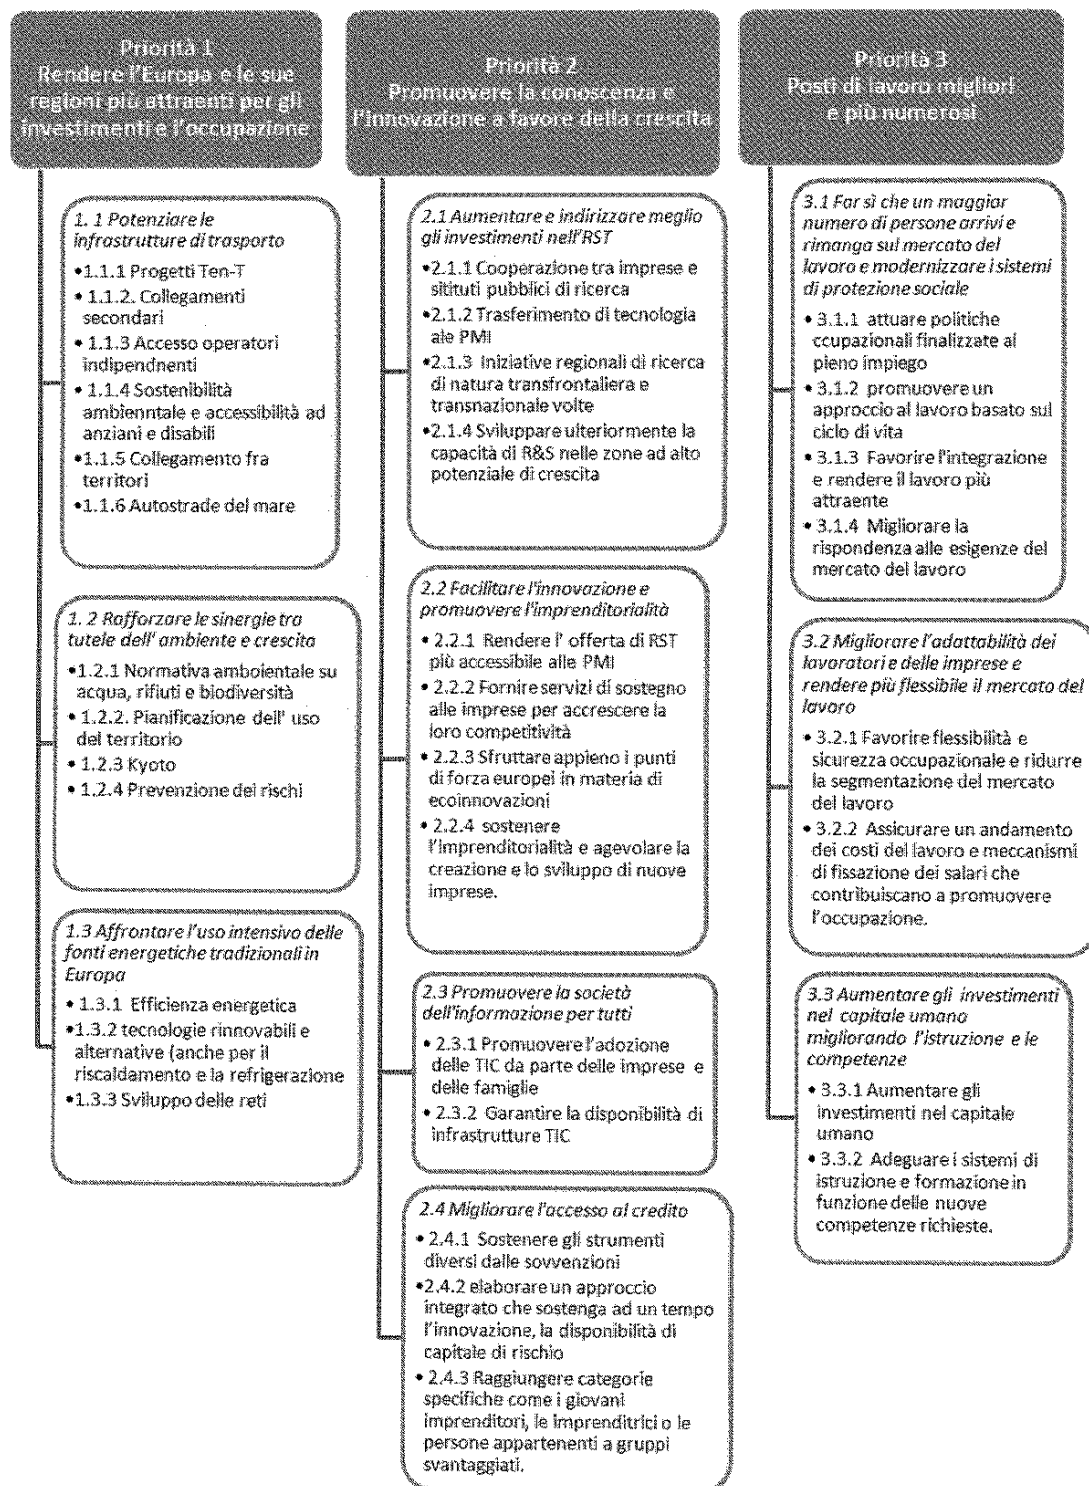 Priorità 1
Rendere l'Europa e le sue
regioni più attraenti per gli
investimenti e l'occupazione
1. 1 Potenziare le
infrastrutture di trasporto
•1.1.1 Progetti Ten-T
• 1.1.2. Collegamenti
secondari
•1.1.3 Accesso operatori
indipendnenti
• 1.1.4 Sostenibilità
ambienntale e accessibilità ad
anziani e disabili
•1.1.5 Collegamento fra
territori
•1.1.6 Autostrade del mare
1. 2 Rafforzare le sinergie tra
tutele dell' ambiente e crescita
•1.2.1 Normativa amboientale su
acqua, rifiuti e biodiversità
• 1.2.2. Pianificazione dell' uso
del territorio
• 1.2.3 Kyoto
• 1.2.4 Prevenzione dei rischi
1.3 Affrontare l'uso intensivo delle
fonti energetiche tradizionali in
Europa
• 1.3.1 Efficienza energetica
•1.3.2 tecnologie rinnovabili e
alternative (anche per il
riscaldamento e la refrigerazione
•1.3.3 Sviluppo delle reti
Priorità 2
Promuovere la conoscenza e
l'innovazione a favore della crescita
2.1 Aumentare e indirizzare meglio
gli investimenti nell'RST
•2.1.1 Cooperazione tra imprese e
sitituti pubblici di ricerca
•2.1.2 Trasferimento di tecnologia
ale PMI
•2.1.3 Iniziative regionali di ricerca
di natura transfrontaliera e
transnazionale volte
•2.1.4 Sviluppare ulteriormente la
capacità di R&S nelle zone ad alto
potenziale di crescita
2.2 Facilitare l'innovazione e
promuovere l'imprenditorialità
• 2.2.1 Rendere l' offerta di RST
più accessibile alle PMI
• 2.2.2 Fornire servizi di sostegno
alle imprese per accrescere la
loro competitività
• 2.2.3 Sfruttare appieno i punti
di forza europei in materia di
ecoinnovazioni
• 2.2.4 sostenere
l'imprenditorialità e agevolare la
creazione e lo sviluppo di nuove
imprese.
2.3 Promuovere la società
dell'informazione per tutti
• 2.3.1 Promuovere l'adozione
delle TIC da parte delle imprese e
delle famiglie
• 2.3.2 Garantire la disponibilità di
infrastrutture TIC
2.4 Migliorare l'accesso al credito
• 2.4.1 Sostenere gli strumenti
diversi dalle sovvenzioni
•2.4.2 elaborare un approccio
integrato che sostenga ad un tempo
l'innovazione, la disponibilità di
capitale di rischio
• 2.4.3 Raggiungere categorie
specifiche come i giovani
imprenditori, le imprenditrici o le
persone appartenenti a gruppi
svantaggiati.
Priorità 3
Posti di lavoro migliori
e più numerosi
3.1 Far sì che un maggior
numero di persone arrivi e
rimanga sul mercato del
lavoro e modernizzare i sistemi
di protezione sociale
• 3.1.1 attuare politiche
ccupazionali finalizzate al
pieno impiego
• 3.1.2 promuovere un
approccio al lavoro basato sul
ciclo di vita
• 3.1.3 Favorire l'integrazione
e rendere il lavoro più
attraente
• 3.1.4 Migliorare la
rispondenza alle esigenze del
mercato del lavoro
3.2 Migliorare l'adattabilità dei
lavoratori e delle imprese e
rendere più flessibile il mercato del
lavoro
• 3.2.1 Favorire flessibilità e
sicurezza occupazionale e ridurre
la segmentazione del mercato
del lavoro
• 3.2.2 Assicurare un andamento
dei costi del lavoro e meccanismi
di fissazione dei salari che
contribuiscano a promuovere
l'occupazione.
3.3 Aumentare gli investimenti
nel capitale umano
migliorando l'istruzione e le
competenze
• 3.3.1 Aumentare gli
investimenti nel capitale
umano
• 3.3.2 Adeguare i sistemi di
istruzione e formazione in
funzione delle nuove
competenze richieste.